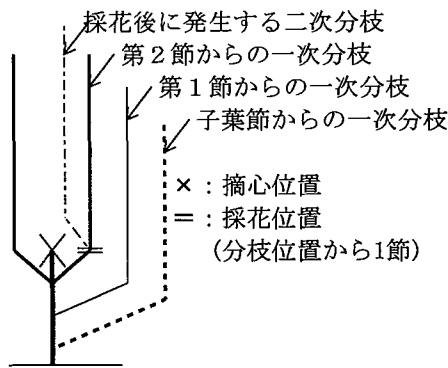 採花後に発生する二次分枝
第2節からの一次分枝
第1節からの一次分枝
子葉節からの一次分枝
×：摘心位置
=：採花位置
(分枝位置から1節)